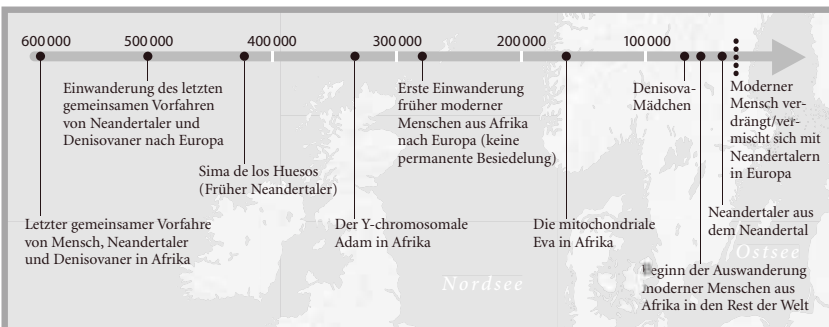 600 000 500 000 400 000 300 000 200 000 100 000
Einwanderung des letzten
gemeinsamen Vorfahren
von Neandertaler und
Denisovaner nach Europa
Erste Einwanderung
früher moderner
Menschen aus Afrika
nach Europa (keine
permanente Besiedelung)
Denisova-
Mädchen
Moderner
Mensch ver-
drängt/ver-
mischt sich mit
Neandertalern
in Europa
Sima de los Huesos
(Früher Neandertaler)
Letzter gemeinsamer Vorfahre
von Mensch, Neandertaler
und Denisovaner in Afrika
Der Y-chromosomale
Adam in Afrika
Die mitochondriale
Eva in Afrika
Neandertaler aus
dem Neandertal
Beginn der Auswanderung
moderner Menschen aus
Afrika in den Rest der Welt
Nordsee
Ostsee